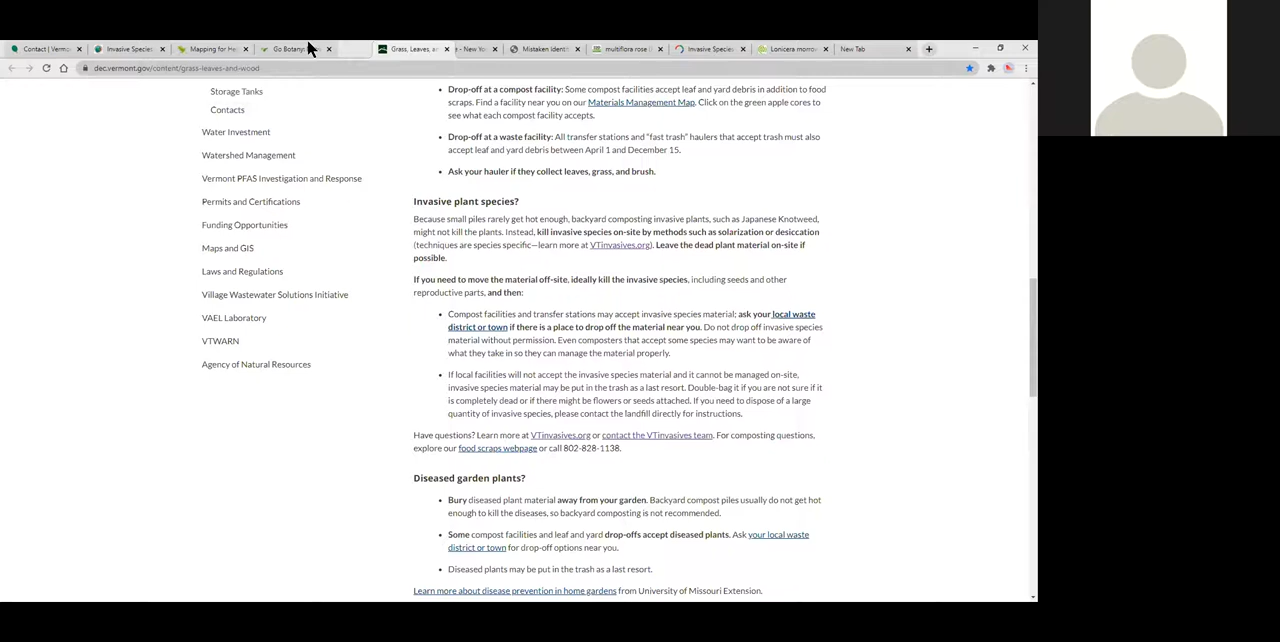 Contact | Vermo
Invasive Species
Mapping for He
Go Botany
Grass, Leaves, a
- New Yo
Mistaken Identi
multiflora rose (
Invasive Species
Lonicera morrow
New Tab
dec.vermont.gov/content/grass-leaves-and-wood
Storage Tanks
Contacts
Water Investment
Watershed Management
Vermont PFAS Investigation and Response
Permits and Certifications
Funding Opportunities
Maps and GIS
Laws and Regulations
Village Wastewater Solutions Initiative
VAEL Laboratory
VTWARN
Agency of Natural Resources
• Drop-off at a compost facility: Some compost facilities accept leaf and yard debris in addition to food
scraps. Find a facility near you on our Materials Management Map. Click on the green apple cores to
see what each compost facility accepts.
• Drop-off at a waste facility: All transfer stations and "fast trash" haulers that accept trash must also
accept leaf and yard debris between April 1 and December 15.
• Ask your hauler if they collect leaves, grass, and brush.
Invasive plant species?
Because small piles rarely get hot enough, backyard composting invasive plants, such as Japanese Knotweed,
might not kill the plants. Instead, kill invasive species on-site by methods such as solarization or desiccation
(techniques are species specific—learn more at VTinvasives.org). Leave the dead plant material on-site if
possible.
If you need to move the material off-site, ideally kill the invasive species, including seeds and other
reproductive parts, and then:
• Compost facilities and transfer stations may accept invasive species material; ask your local waste
district or town if there is a place to drop off the material near you. Do not drop off invasive species
material without permission. Even composters that accept some species may want to be aware of
what they take in so they can manage the material properly.
• If local facilities will not accept the invasive species material and it cannot be managed on-site,
invasive species material may be put in the trash as a last resort. Double-bag it if you are not sure if it
is completely dead or if there might be flowers or seeds attached. If you need to dispose of a large
quantity of invasive species, please contact the landfill directly for instructions.
Have questions? Learn more at VTinvasives.org or contact the VTinvasives team. For composting questions,
explore our food scraps webpage or call 802-828-1138.
Diseased garden plants?
• Bury diseased plant material away from your garden. Backyard compost piles usually do not get hot
enough to kill the diseases, so backyard composting is not recommended.
• Some compost facilities and leaf and yard drop-offs accept diseased plants. Ask your local waste
district or town for drop-off options near you.
• Diseased plants may be put in the trash as a last resort.
Learn more about disease prevention in home gardens from University of Missouri Extension.